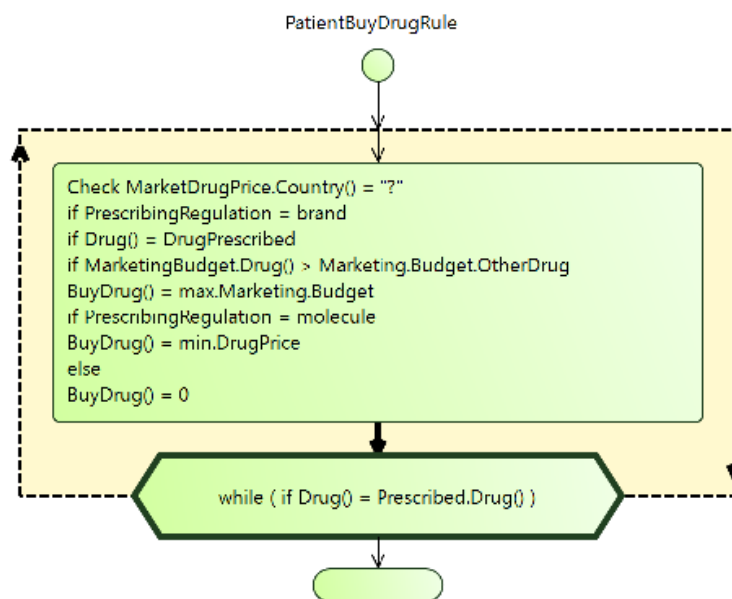 PatientBuyDrugRule
Check MarketDrugPrice.Country() = "?"
if PrescribingRegulation = brand
if Drug() = DrugPrescribed
if MarketingBudget.Drug() > Marketing.Budget.OtherDrug
BuyDrug() = max.Marketing.Budget
if PrescribingRegulation = molecule
BuyDrug() = min.DrugPrice
else
BuyDrug() = 0
while ( if Drug() = Prescribed.Drug() )